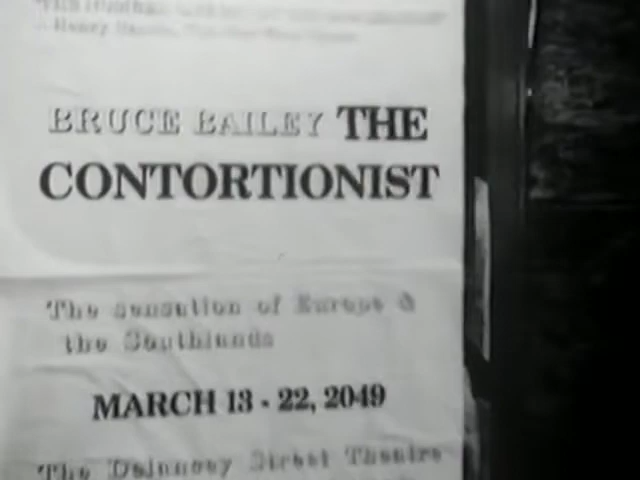 BRUCE BAILEY THE
CONTORTIONIST
The sensation of Europe &
the Southlands
MARCH 13 - 22, 2049
The Street Theatre